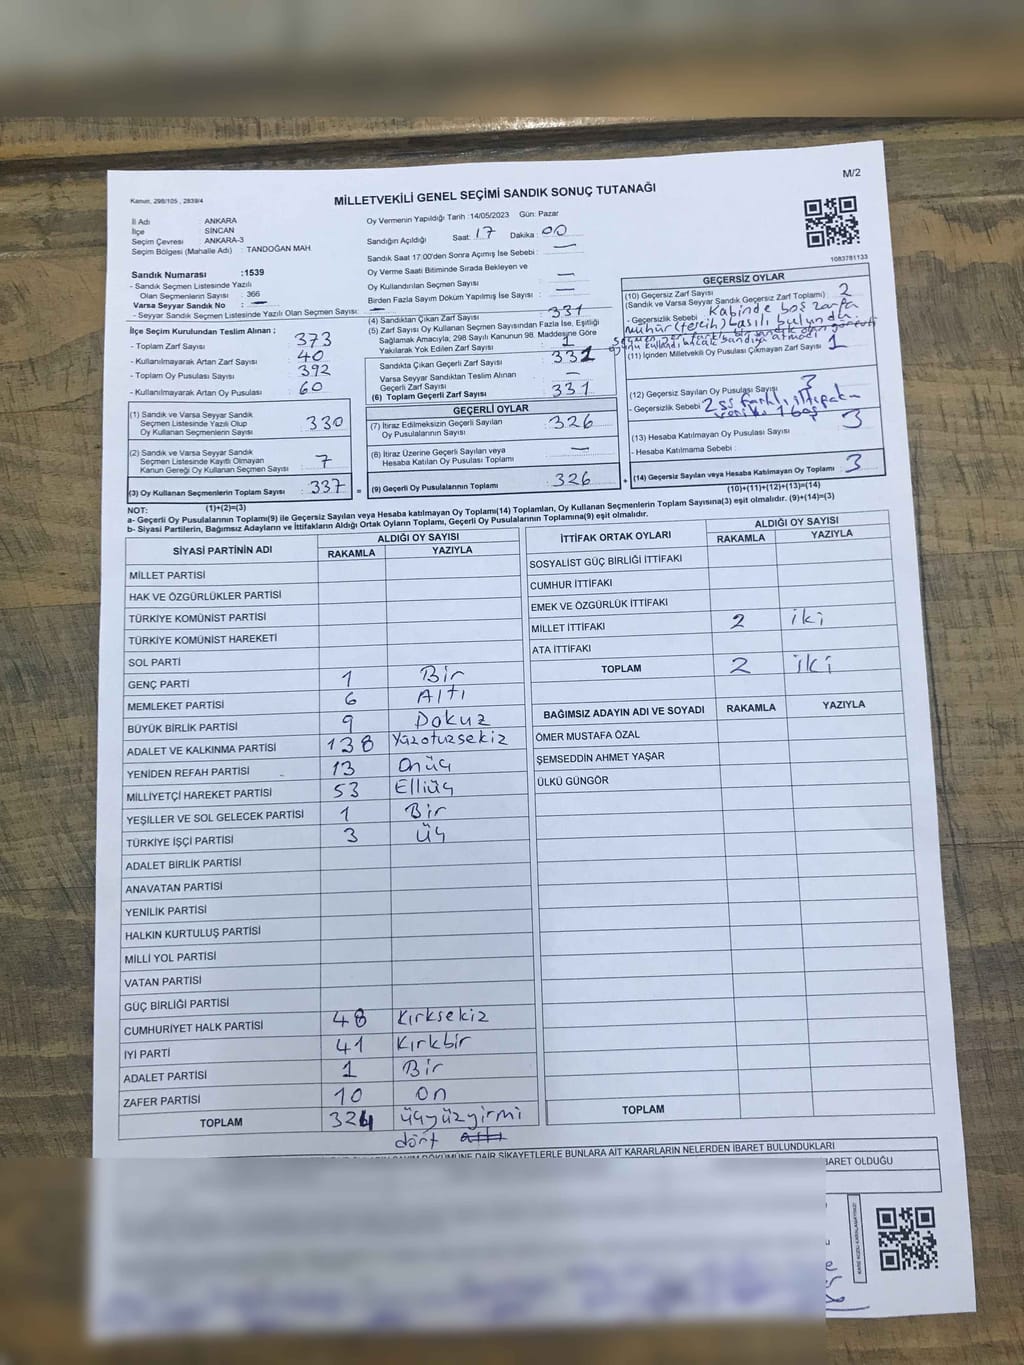 M/2
Kanun, 298/105 , 2839/4
MİLLETVEKİLİ GENEL SEÇİMİ SANDIK SONUÇ TUTANAĞI
İl Adı ANKARA
İlçe SİNCAN
Seçim Çevresi ANKARA-3
Seçim Bölgesi (Mahalle Adı) : TANDOĞAN MAH.
Oy Vermenin Yapıldığı Tarih :14/05/2023 Gün: Pazar
Sandığın Açıldığı Saat: 17 Dakika: 00
Sandık Saat 17:00'den Sonra Açımış İse Sebebi : —
Oy Verme Saati Bitiminde Sırada Bekleyen ve
Oy Kullandırılan Seçmen Sayısı : —
Birden Fazla Sayım Döküm Yapılmış İse Sayısı : —
1083781133
Sandık Numarası :1539
- Sandık Seçmen Listesinde Yazılı
Olan Seçmenlerin Sayısı : 366
Varsa Seyyar Sandık No : —
- Seyyar Sandık Seçmen Listesinde Yazılı Olan Seçmen Sayısı: —
İlçe Seçim Kurulundan Teslim Alınan ;
- Toplam Zarf Sayısı : 373
- Kullanılmayarak Artan Zarf Sayısı : 40
- Toplam Oy Pusulası Sayısı : 392
- Kullanılmayarak Artan Oy Pusulası : 60
(4) Sandıktan Çıkan Zarf Sayısı : 331
(5) Zarf Sayısı Oy Kullanan Seçmen Sayısından Fazla İse, Eşitliği
Sağlamak Amacıyla, 298 Sayılı Kanunun 98. Maddesine Göre
Yakılarak Yok Edilen Zarf Sayısı : 1
Sandıkta Çıkan Geçerli Zarf Sayısı : 331
Varsa Seyyar Sandıktan Teslim Alınan
Geçerli Zarf Sayısı : —
(6) Toplam Geçerli Zarf Sayısı : 331
GEÇERSİZ OYLAR
(10) Geçersiz Zarf Sayısı : 2
(Sandık ve Varsa Seyyar Sandık Geçersiz Zarf Toplamı)
- Geçersizlik Sebebi : Kabinde boş zarfa
mühür (tercih) basılı bulundu.
(11) İçinden Milletvekili Oy Pusulası Çıkmayan Zarf Sayısı : 1
(12) Geçersiz Sayılan Oy Pusulası Sayısı : 3
- Geçersizlik Sebebi : 2 farklı ittifaka
1 boş
(13) Hesaba Katılmayan Oy Pusulası Sayısı : 3
- Hesaba Katılmama Sebebi :
(14) Geçersiz Sayılan veya Hesaba Katılmayan Oy Toplamı : 3
(10)+(11)+(12)+(13)=(14)
(1) Sandık ve Varsa Seyyar Sandık
Seçmen Listesinde Yazılı Olup
Oy Kullanan Seçmenlerin Sayısı : 330
(2) Sandık ve Varsa Seyyar Sandık
Seçmen Listesinde Kayıtlı Olmayan
Kanun Gereği Oy Kullanan Seçmen Sayısı : 7
(3) Oy Kullanan Seçmenlerin Toplam Sayısı : 337
(1)+(2)=(3)
GEÇERLİ OYLAR
(7) İtiraz Edilmeksizin Geçerli Sayılan
Oy Pusulalarının Sayısı : 326
(8) İtiraz Üzerine Geçerli Sayılan veya
Hesaba Katılan Oy Pusulası Toplamı : —
= (9) Geçerli Oy Pusulalarının Toplamı : 326 +
NOT:
a- Geçerli Oy Pusulalarının Toplamı(9) ile Geçersiz Sayılan veya Hesaba katılmayan Oy Toplamı(14) Toplamları, Oy Kullanan Seçmenlerin Toplam Sayısına(3) eşit olmalıdır. (9)+(14)=(3)
b- Siyasi Partilerin, Bağımsız Adayların ve İttifakların Aldığı Ortak Oyların Toplamı, Geçerli Oy Pusulalarının Toplamına(9) eşit olmalıdır.
SİYASİ PARTİNİN ADI ALDIĞI OY SAYISI
RAKAMLA YAZIYLA
MİLLET PARTİSİ
HAK VE ÖZGÜRLÜKLER PARTİSİ
TÜRKİYE KOMÜNİST PARTİSİ
TÜRKİYE KOMÜNİST HAREKETİ
SOL PARTİ
GENÇ PARTİ 1 Bir
MEMLEKET PARTİSİ 6 Altı
BÜYÜK BİRLİK PARTİSİ 9 Dokuz
ADALET VE KALKINMA PARTİSİ 138 Yüzotuzsekiz
YENİDEN REFAH PARTİSİ 13 Onüç
MİLLİYETÇİ HAREKET PARTİSİ 53 Elliüç
YEŞİLLER VE SOL GELECEK PARTİSİ 1 Bir
TÜRKİYE İŞÇİ PARTİSİ 3 Üç
ADALET BİRLİK PARTİSİ
ANAVATAN PARTİSİ
YENİLİK PARTİSİ
HALKIN KURTULUŞ PARTİSİ
MİLLİ YOL PARTİSİ
VATAN PARTİSİ
GÜÇ BİRLİĞİ PARTİSİ
CUMHURİYET HALK PARTİSİ 48 Kırksekiz
İYİ PARTİ 41 Kırkbir
ADALET PARTİSİ 1 Bir
ZAFER PARTİSİ 10 On
TOPLAM 324 üçyüzyirmi
dört
İTTİFAK ORTAK OYLARI ALDIĞI OY SAYISI
RAKAMLA YAZIYLA
SOSYALİST GÜÇ BİRLİĞİ İTTİFAKI
CUMHUR İTTİFAKI
EMEK VE ÖZGÜRLÜK İTTİFAKI
MİLLET İTTİFAKI 2 iki
ATA İTTİFAKI
TOPLAM 2 iki
BAĞIMSIZ ADAYIN ADI VE SOYADI RAKAMLA YAZIYLA
ÖMER MUSTAFA ÖZAL
ŞEMSEDDİN AHMET YAŞAR
ÜLKÜ GÜNGÖR
TOPLAM
DÖKÜMÜNE DAİR ŞİKAYETLERLE BUNLARA AİT KARARLARIN NELERDEN İBARET BULUNDUKLARI
İBARET OLDUĞU